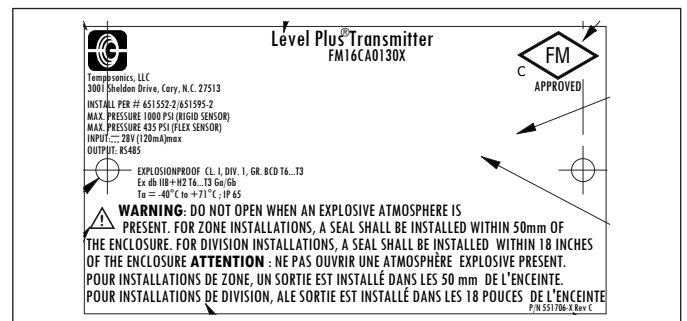 Level Plus® Transmitter
FM16CA0130X
FM
C
APPROVED
Temposonics, LLC
3001 Sheldon Drive, Cary, N.C. 27513
INSTALL PER # 651552-2/651595-2
MAX. PRESSURE 1000 PSI (RIGID SENSOR)
MAX. PRESSURE 435 PSI (FLEX SENSOR)
INPUT: ⎓ 28V (120mA)max
OUTPUT: RS485
EXPLOSIONPROOF CL. I, DIV. 1, GR. BCD T6...T3
Ex db IIB+H2 T6...T3 Ga/Gb
Ta = -40°C to +71°C ; IP 65
WARNING: DO NOT OPEN WHEN AN EXPLOSIVE ATMOSPHERE IS
PRESENT. FOR ZONE INSTALLATIONS, A SEAL SHALL BE INSTALLED WITHIN 50mm OF
THE ENCLOSURE. FOR DIVISION INSTALLATIONS, A SEAL SHALL BE INSTALLED WITHIN 18 INCHES
OF THE ENCLOSURE ATTENTION : NE PAS OUVRIR UNE ATMOSPHÈRE EXPLOSIVE PRESENT.
POUR INSTALLATIONS DE ZONE, UN SORTIE EST INSTALLÉ DANS LES 50 mm DE L'ENCEINTE.
POUR INSTALLATIONS DE DIVISION, ALE SORTIE EST INSTALLÉ DANS LES 18 POUCES DE L'ENCEINTE
P/N 551706-X Rev C